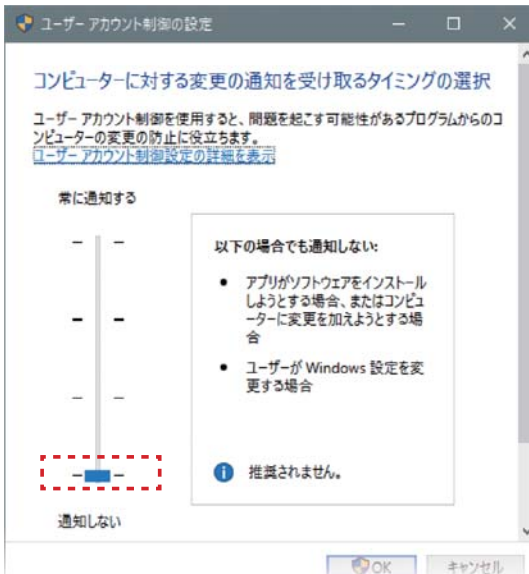 ユーザー アカウント制御の設定
コンピューターに対する変更の通知を受け取るタイミングの選択
ユーザー アカウント制御を使用すると、問題を起こす可能性があるプログラムからのコ
ンピューターの変更の防止に役立ちます。
ユーザー アカウント制御設定の詳細を表示
常に通知する
以下の場合でも通知しない:
• アプリがソフトウェアをインストール
しようとする場合、またはコンピュ
ーターに変更を加えようとする場
合
• ユーザーが Windows 設定を変
更する場合
推奨されません。
通知しない
OK
キャンセル